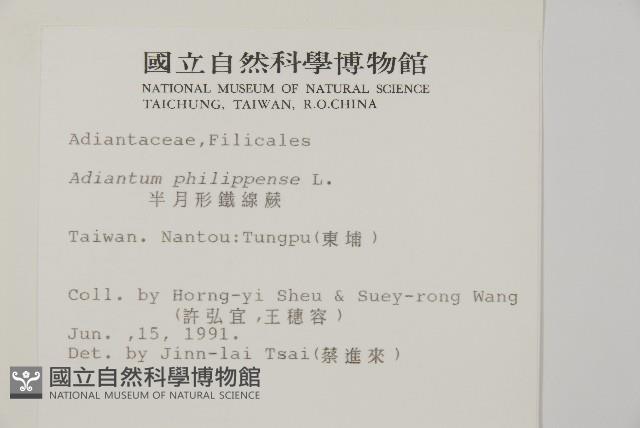 國立自然科學博物館
NATIONAL MUSEUM OF NATURAL SCIENCE
TAICHUNG, TAIWAN, R.O.CHINA
Adiantaceae,Filicales
Adiantum philippense L.
半月形鐵線蕨
Taiwan. Nantou:Tungpu(東埔)
Coll. by Horng-yi Sheu & Suey-rong Wang
(許弘宜,王穗容)
Jun. ,15, 1991.
Det. by Jinn-lai Tsai(蔡進來)
國立自然科學博物館
NATIONAL MUSEUM OF NATURAL SCIENCE